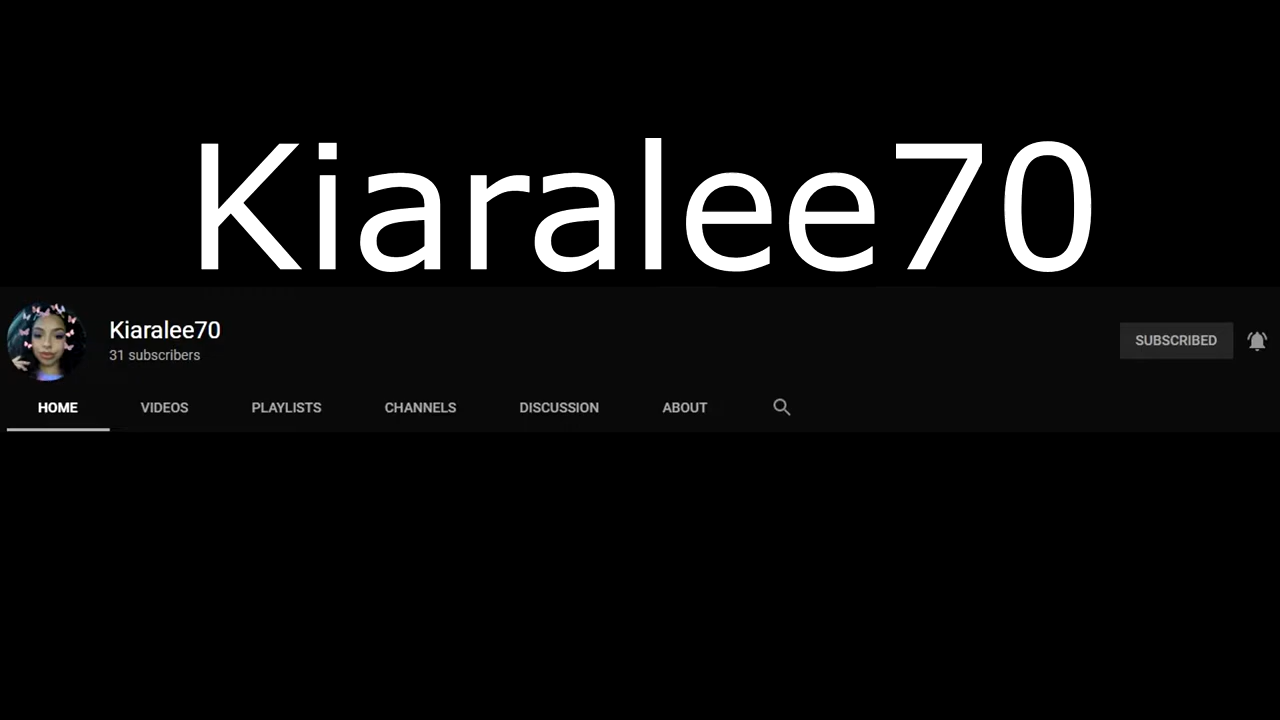 Kiaralee70
Kiaralee70
31 subscribers
SUBSCRIBED
HOME VIDEOS PLAYLISTS CHANNELS DISCUSSION ABOUT